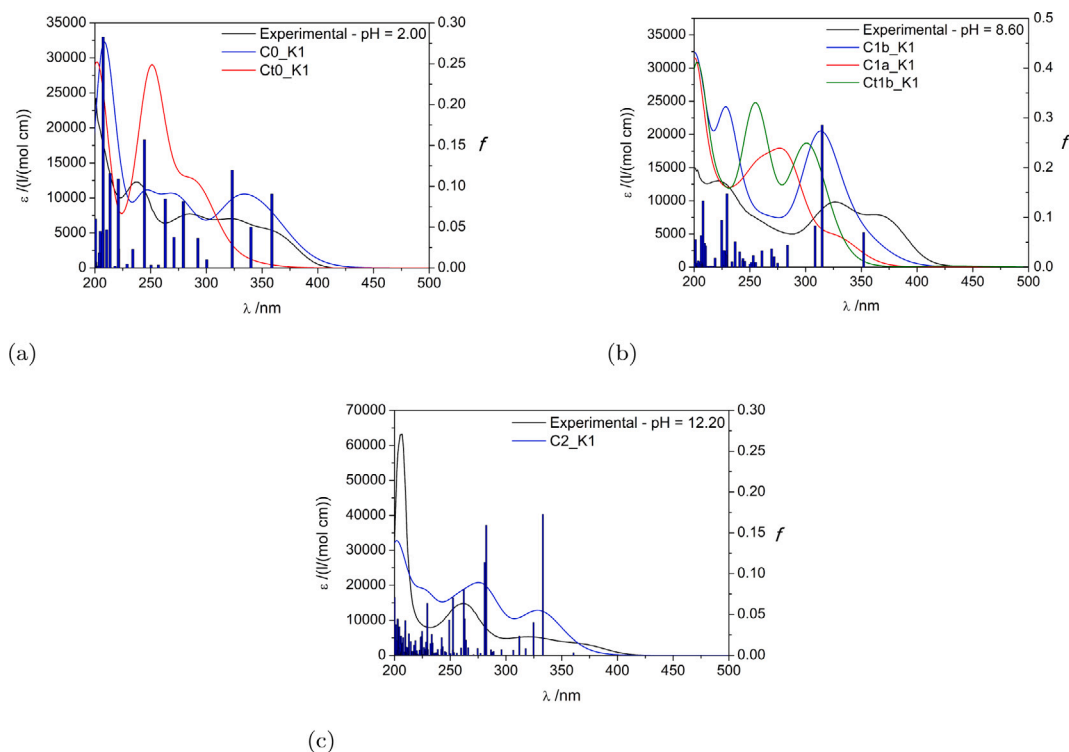 35000
30000
25000
20000
15000
10000
5000
0
ε /(l/(mol cm))
Experimental - pH = 2.00
C0_K1
Ct0_K1
0.30
0.25
0.20
0.15
0.10
0.05
0.00
f
200 250 300 350 400 450 500
λ /nm
(a)
35000
30000
25000
20000
15000
10000
5000
0
ε /(l/(mol cm))
Experimental - pH = 8.60
C1b_K1
C1a_K1
Ct1b_K1
0.5
0.4
0.3
0.2
0.1
0.0
f
200 250 300 350 400 450 500
λ /nm
(b)
70000
60000
50000
40000
30000
20000
10000
0
ε /(l/(mol cm))
Experimental - pH = 12.20
C2_K1
0.30
0.25
0.20
0.15
0.10
0.05
0.00
f
200 250 300 350 400 450 500
λ /nm
(c)